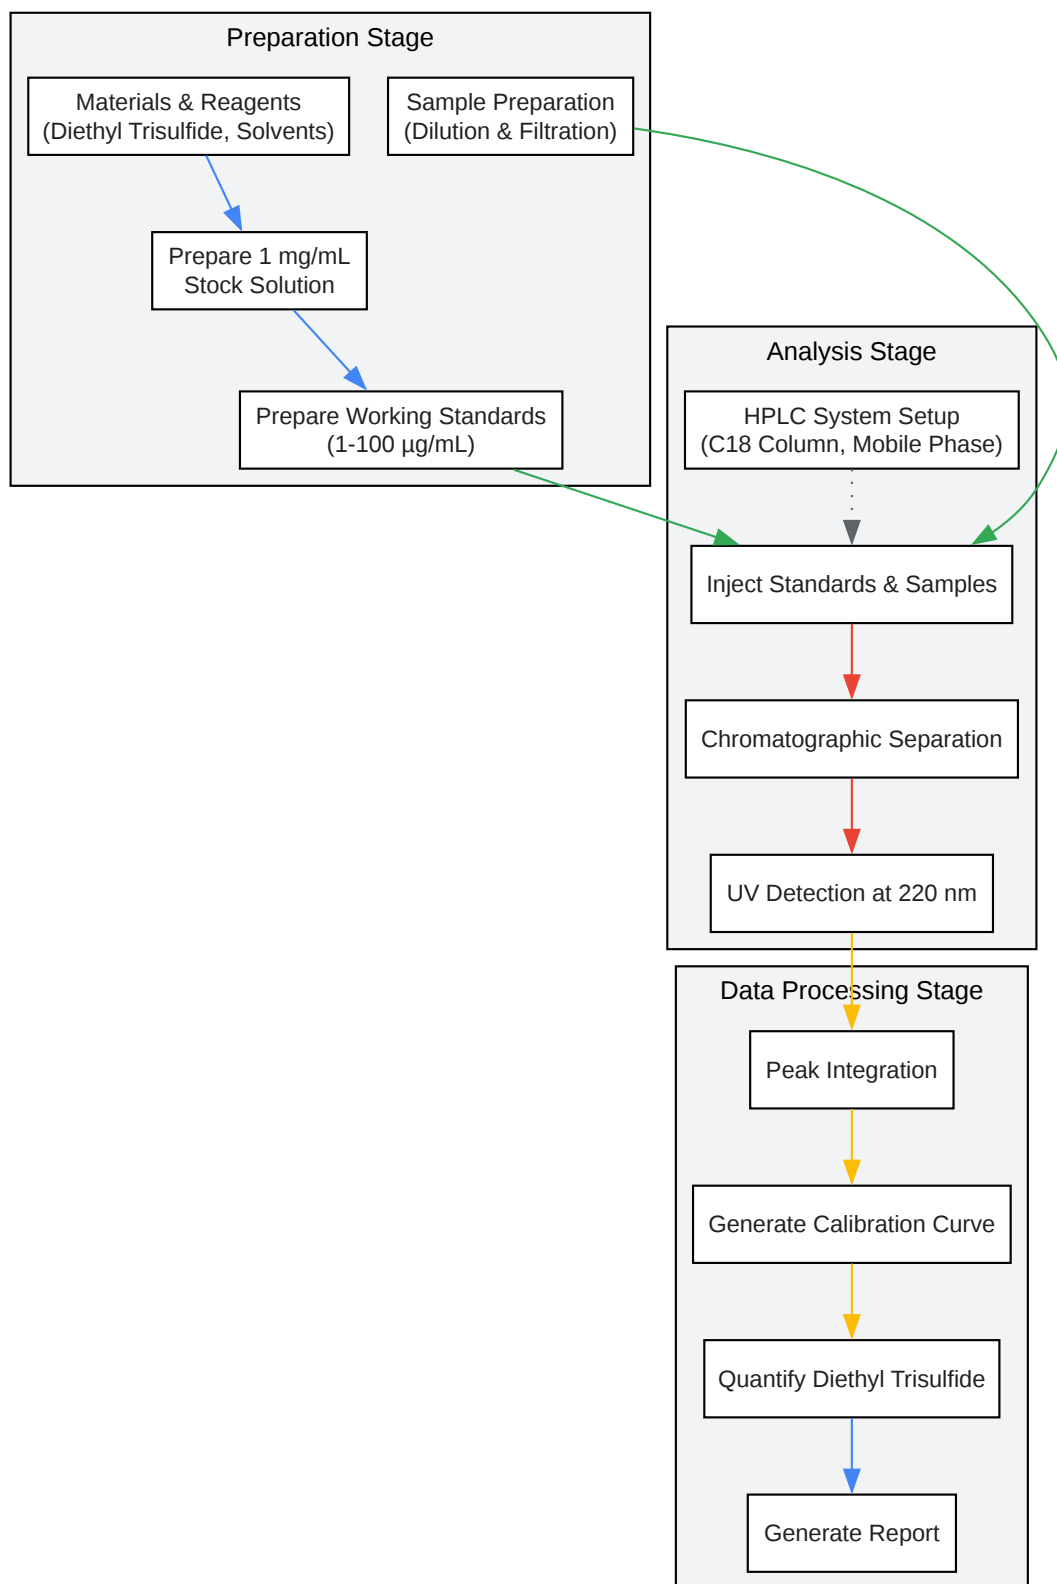 Preparation Stage
Materials & Reagents
(Diethyl Trisulfide, Solvents)
Sample Preparation
(Dilution & Filtration)
Prepare 1 mg/mL
Stock Solution
Prepare Working Standards
(1-100 µg/mL)
Analysis Stage
HPLC System Setup
(C18 Column, Mobile Phase)
Inject Standards & Samples
Chromatographic Separation
UV Detection at 220 nm
Data Processing Stage
Peak Integration
Generate Calibration Curve
Quantify Diethyl Trisulfide
Generate Report